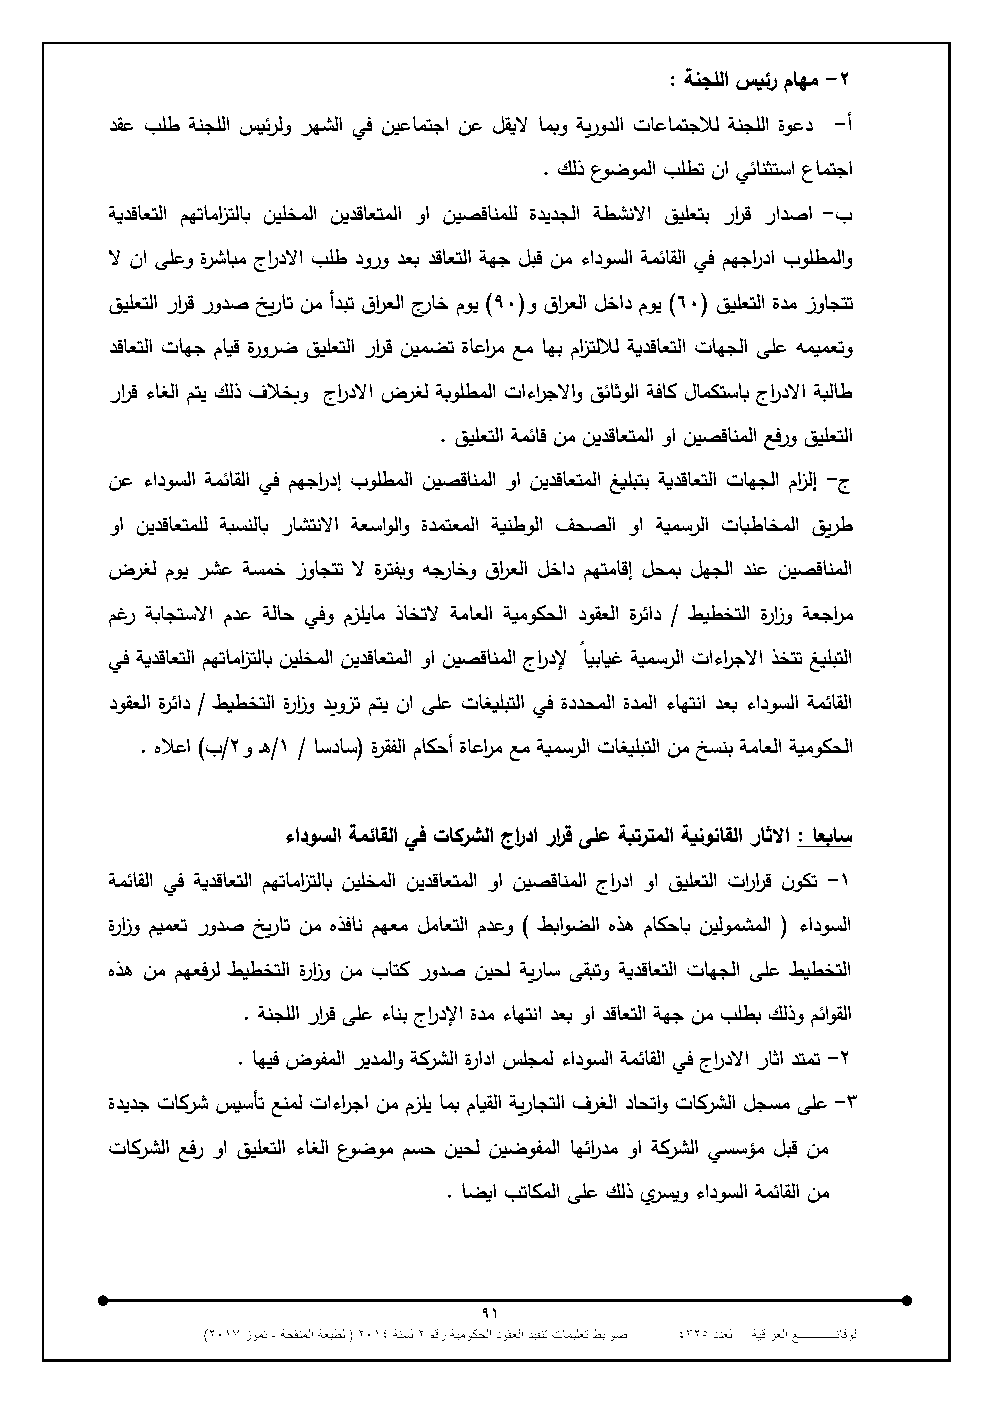 ٢- مهام رئيس اللجنة :
أ- دعوة اللجنة للاجتماعات الدورية وبما لايقل عن اجتماعين في الشهر ولرئيس اللجنة طلب عقد
اجتماع استثنائي ان تطلب الموضوع ذلك .
ب- اصدار قرار بتعليق الانشطة الجديدة للمناقصين او المتعاقدين المخلين بالتزاماتهم التعاقدية
والمطلوب ادراجهم في القائمة السوداء من قبل جهة التعاقد بعد ورود طلب الادراج مباشرة وعلى ان لا
تتجاوز مدة التعليق (٦٠) يوم داخل العراق و(٩٠) يوم خارج العراق تبدأ من تاريخ صدور قرار التعليق
وتعميمه على الجهات التعاقدية للالتزام بها مع مراعاة تضمين قرار التعليق ضرورة قيام جهات التعاقد
طالبة الادراج باستكمال كافة الوثائق والاجراءات المطلوبة لغرض الادراج وبخلاف ذلك يتم الغاء قرار
التعليق ورفع المناقصين او المتعاقدين من قائمة التعليق .
ج- إلزام الجهات التعاقدية بتبليغ المتعاقدين او المناقصين المطلوب إدراجهم في القائمة السوداء عن
طريق المخاطبات الرسمية او الصحف الوطنية المعتمدة والواسعة الانتشار بالنسبة للمتعاقدين او
المناقصين عند الجهل بمحل إقامتهم داخل العراق وخارجه وبفترة لا تتجاوز خمسة عشر يوم لغرض
مراجعة وزارة التخطيط / دائرة العقود الحكومية العامة لاتخاذ مايلزم وفي حالة عدم الاستجابة رغم
التبليغ تتخذ الاجراءات الرسمية غيابياً لإدراج المناقصين او المتعاقدين المخلين بالتزاماتهم التعاقدية في
القائمة السوداء بعد انتهاء المدة المحددة في التبليغات على ان يتم تزويد وزارة التخطيط / دائرة العقود
الحكومية العامة بنسخ من التبليغات الرسمية مع مراعاة أحكام الفقرة (سادسا / ١/هـ و٢/ب) اعلاه .
سابعا : الاثار القانونية المترتبة على قرار ادراج الشركات في القائمة السوداء
١- تكون قرارات التعليق او ادراج المناقصين او المتعاقدين المخلين بالتزاماتهم التعاقدية في القائمة
السوداء ( المشمولين باحكام هذه الضوابط ) وعدم التعامل معهم نافذه من تاريخ صدور تعميم وزارة
التخطيط على الجهات التعاقدية وتبقى سارية لحين صدور كتاب من وزارة التخطيط لرفعهم من هذه
القوائم وذلك بطلب من جهة التعاقد او بعد انتهاء مدة الإدراج بناء على قرار اللجنة .
٢- تمتد اثار الادراج في القائمة السوداء لمجلس ادارة الشركة والمدير المفوض فيها .
٣- على مسجل الشركات واتحاد الغرف التجارية القيام بما يلزم من اجراءات لمنع تأسيس شركات جديدة
من قبل مؤسسي الشركة او مدرائها المفوضين لحين حسم موضوع الغاء التعليق او رفع الشركات
من القائمة السوداء ويسري ذلك على المكاتب ايضا .
٩١
لوقائـــــــع العراقية لعدد ٤٣٢٥ ضوابط تعليمات تنفيذ العقود الحكومية رقم ٢ لسنة ٢٠١٤ ( لطبعة المنقحة - تموز ٢٠١٧)